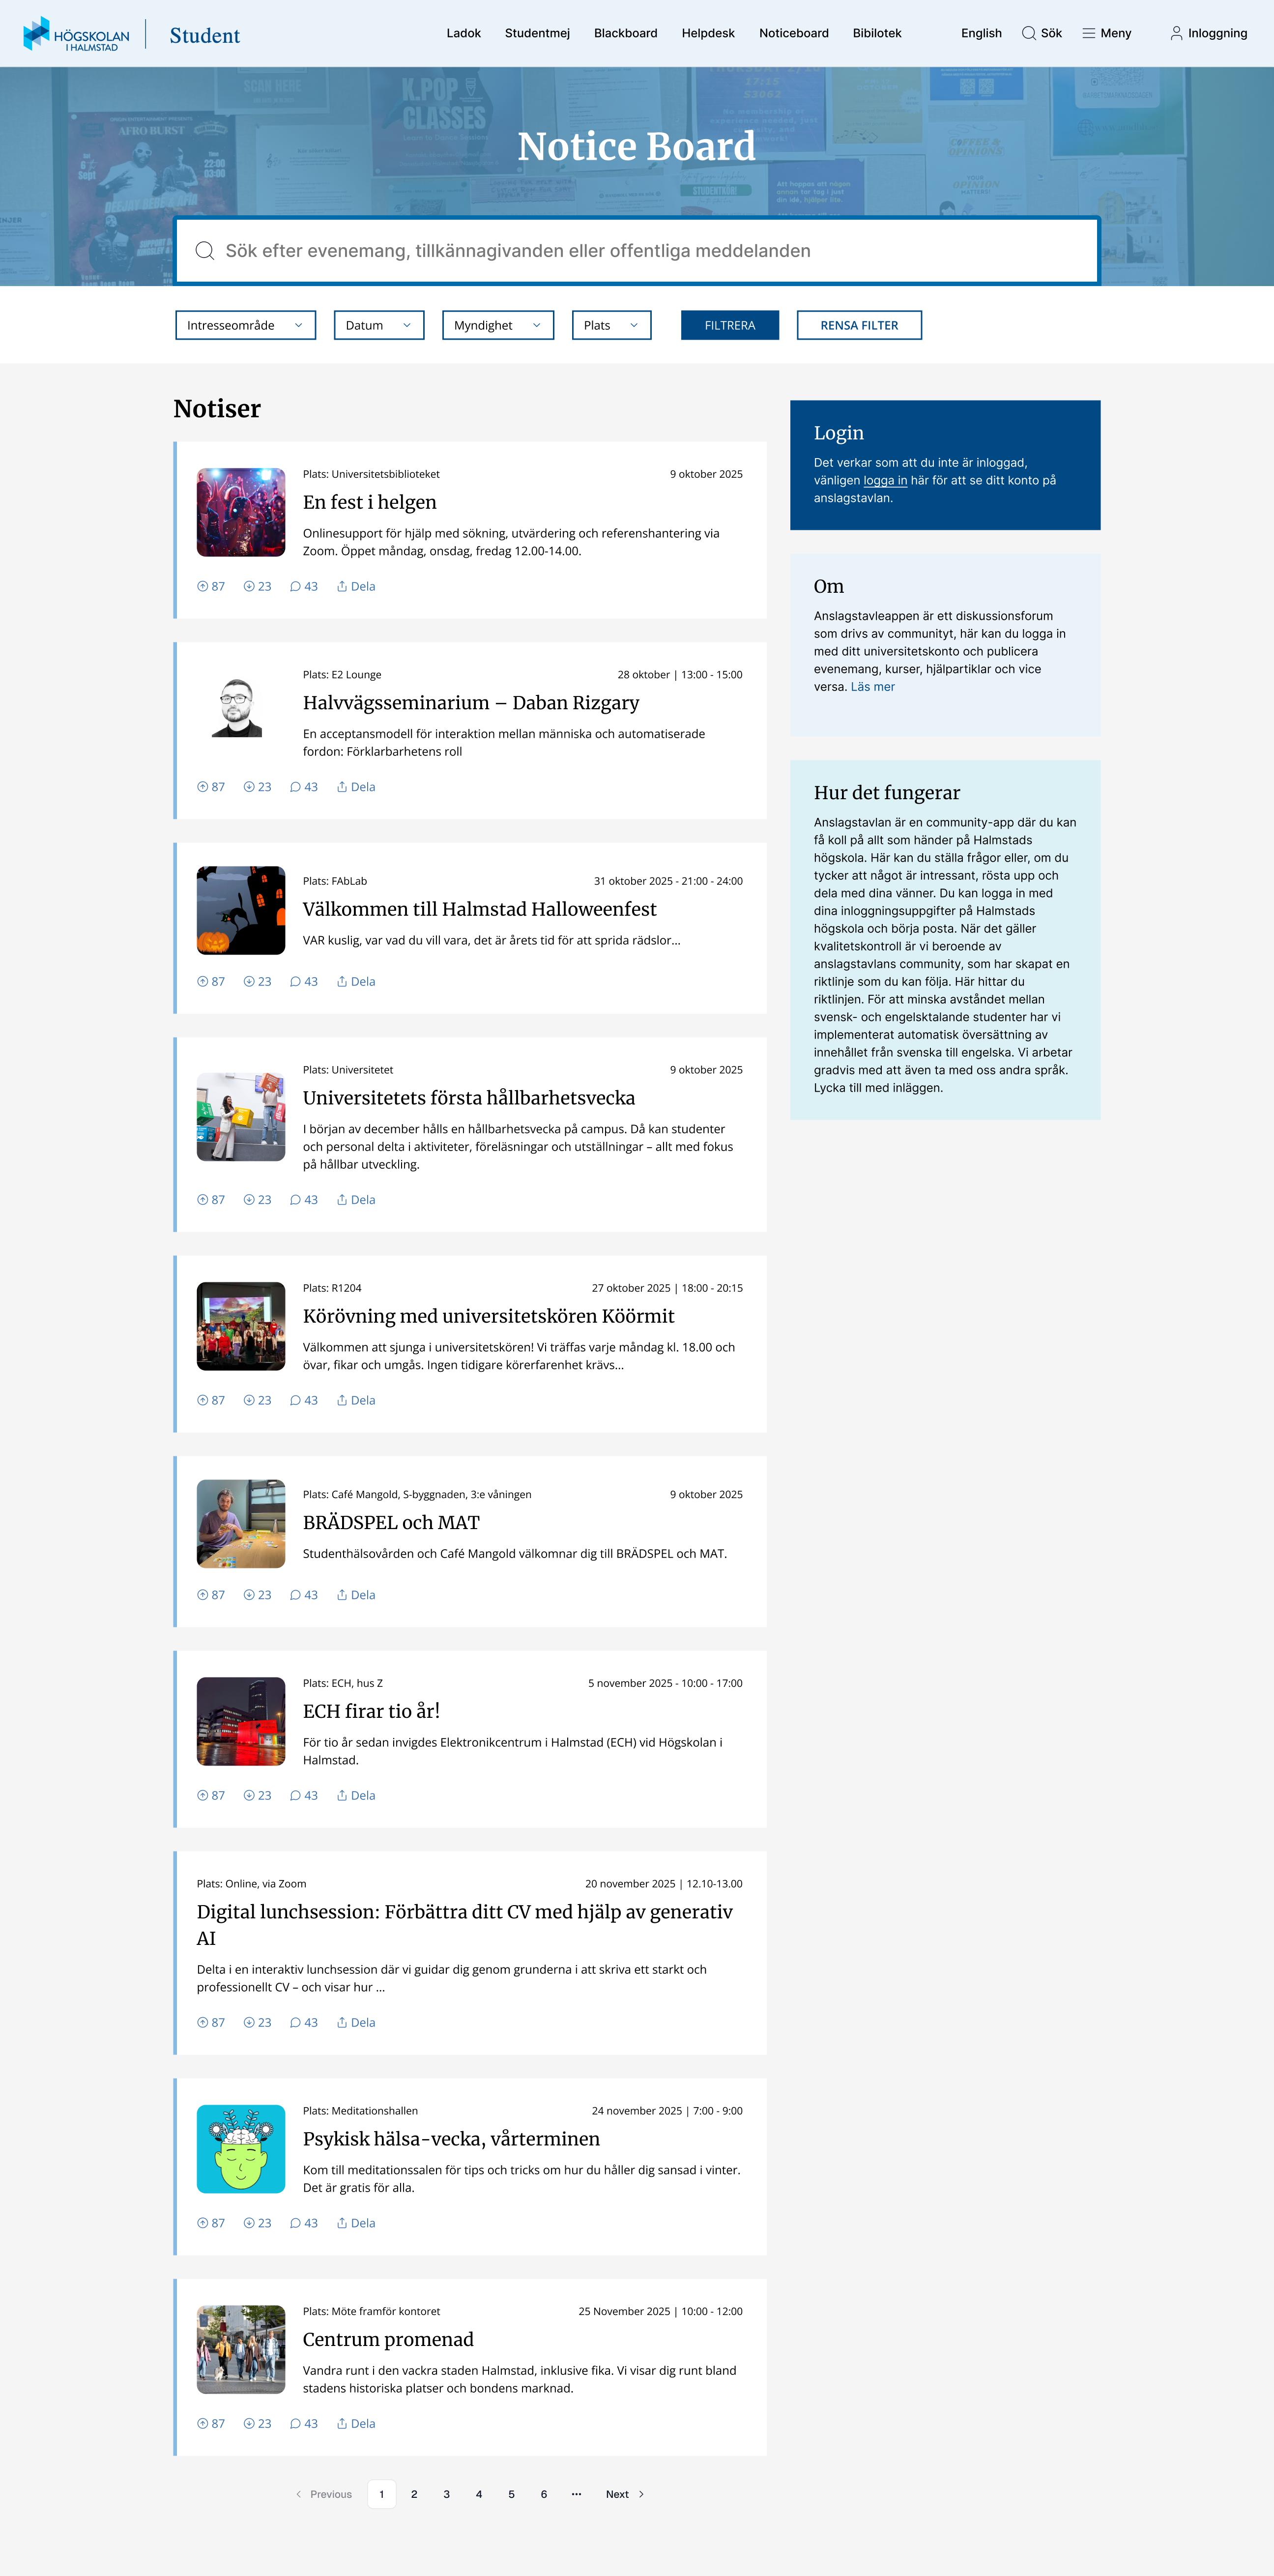 HÖGSKOLAN
I HALMSTAD
Student
Ladok Studentmej Blackboard Helpdesk Noticeboard Bibilotek English Sök Meny Inloggning
SCAN HERE
K.POP
CLASSES
AFRO BURST
6
Sept
22:00
03:00
17:15
STUDENTKÖRI
COFFEE &
OPINIONS
YOUR
OPINION
MATTERS!
Notice Board
Sök efter evenemang, tillkännagivanden eller offentliga meddelanden
Intresseområde Datum Myndighet Plats FILTRERA RENSA FILTER
Notiser
Plats: Universitetsbiblioteket 9 oktober 2025
En fest i helgen
Onlinesupport för hjälp med sökning, utvärdering och referenshantering via
Zoom. Öppet måndag, onsdag, fredag 12.00-14.00.
87 23 43 Dela
Plats: E2 Lounge 28 oktober | 13:00 - 15:00
Halvvägsseminarium – Daban Rizgary
En acceptansmodell för interaktion mellan människa och automatiserade
fordon: Förklarbarhetens roll
87 23 43 Dela
Plats: FAbLab 31 oktober 2025 - 21:00 - 24:00
Välkommen till Halmstad Halloweenfest
VAR kuslig, var vad du vill vara, det är årets tid för att sprida rädslor...
87 23 43 Dela
Plats: Universitetet 9 oktober 2025
Universitetets första hållbarhetsvecka
I början av december hålls en hållbarhetsvecka på campus. Då kan studenter
och personal delta i aktiviteter, föreläsningar och utställningar – allt med fokus
på hållbar utveckling.
87 23 43 Dela
Plats: R1204 27 oktober 2025 | 18:00 - 20:15
Körövning med universitetskören Köörmit
Välkommen att sjunga i universitetskören! Vi träffas varje måndag kl. 18.00 och
övar, fikar och umgås. Ingen tidigare körerfarenhet krävs...
87 23 43 Dela
Plats: Café Mangold, S-byggnaden, 3:e våningen 9 oktober 2025
BRÄDSPEL och MAT
Studenthälsovården och Café Mangold välkomnar dig till BRÄDSPEL och MAT.
87 23 43 Dela
Plats: ECH, hus Z 5 november 2025 - 10:00 - 17:00
ECH firar tio år!
För tio år sedan invigdes Elektronikcentrum i Halmstad (ECH) vid Högskolan i
Halmstad.
87 23 43 Dela
Plats: Online, via Zoom 20 november 2025 | 12.10-13.00
Digital lunchsession: Förbättra ditt CV med hjälp av generativ
AI
Delta i en interaktiv lunchsession där vi guidar dig genom grunderna i att skriva ett starkt och
professionellt CV – och visar hur ...
87 23 43 Dela
Plats: Meditationshallen 24 november 2025 | 7:00 - 9:00
Psykisk hälsa-vecka, vårterminen
Kom till meditationssalen för tips och tricks om hur du håller dig sansad i vinter.
Det är gratis för alla.
87 23 43 Dela
Plats: Möte framför kontoret 25 November 2025 | 10:00 - 12:00
Centrum promenad
Vandra runt i den vackra staden Halmstad, inklusive fika. Vi visar dig runt bland
stadens historiska platser och bondens marknad.
87 23 43 Dela
Previous 1 2 3 4 5 6 ••• Next
Login
Det verkar som att du inte är inloggad,
vänligen logga in här för att se ditt konto på
anslagstavlan.
Om
Anslagstavleappen är ett diskussionsforum
som drivs av communityt, här kan du logga in
med ditt universitetskonto och publicera
evenemang, kurser, hjälpartiklar och vice
versa. Läs mer
Hur det fungerar
Anslagstavlan är en community-app där du kan
få koll på allt som händer på Halmstads
högskola. Här kan du ställa frågor eller, om du
tycker att något är intressant, rösta upp och
dela med dina vänner. Du kan logga in med
dina inloggningsuppgifter på Halmstads
högskola och börja posta. När det gäller
kvalitetskontroll är vi beroende av
anslagstavlans community, som har skapat en
riktlinje som du kan följa. Här hittar du
riktlinjen. För att minska avståndet mellan
svensk- och engelsktalande studenter har vi
implementerat automatisk översättning av
innehållet från svenska till engelska. Vi arbetar
gradvis med att även ta med oss andra språk.
Lycka till med inläggen.